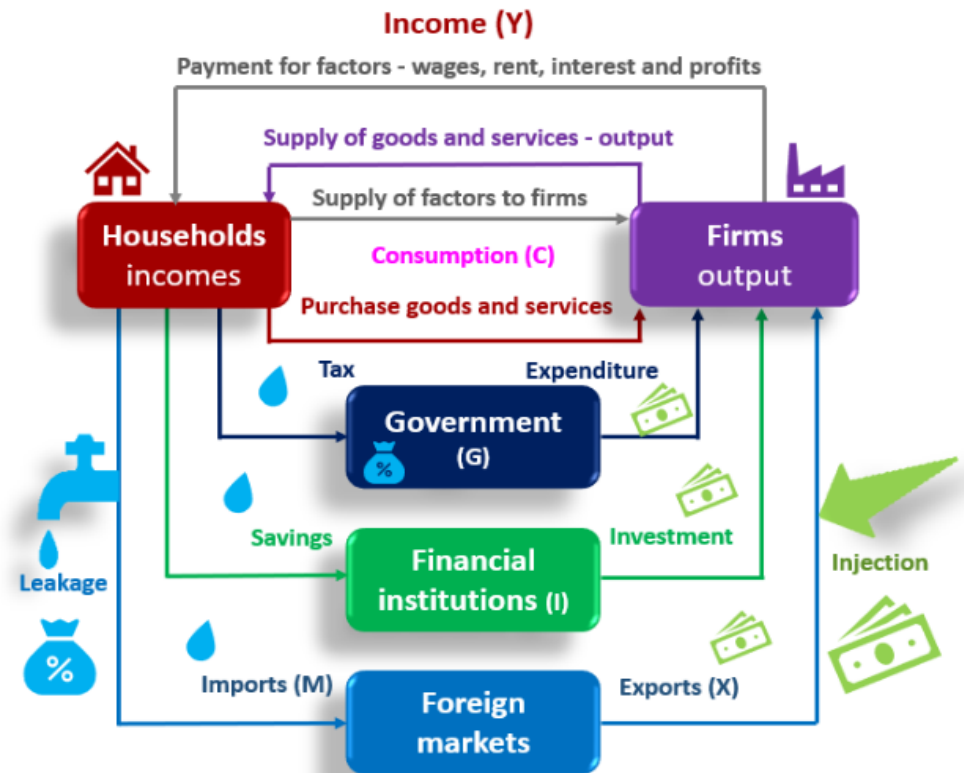 Income (Y)
Payment for factors - wages, rent, interest and profits
Supply of goods and services - output
Supply of factors to firms
Households
incomes
Firms
output
Consumption (C)
Purchase goods and services
Tax
Expenditure
Government
(G)
%
Savings
Investment
Financial
institutions (I)
Leakage
Injection
%
Imports (M)
Exports (X)
Foreign
markets